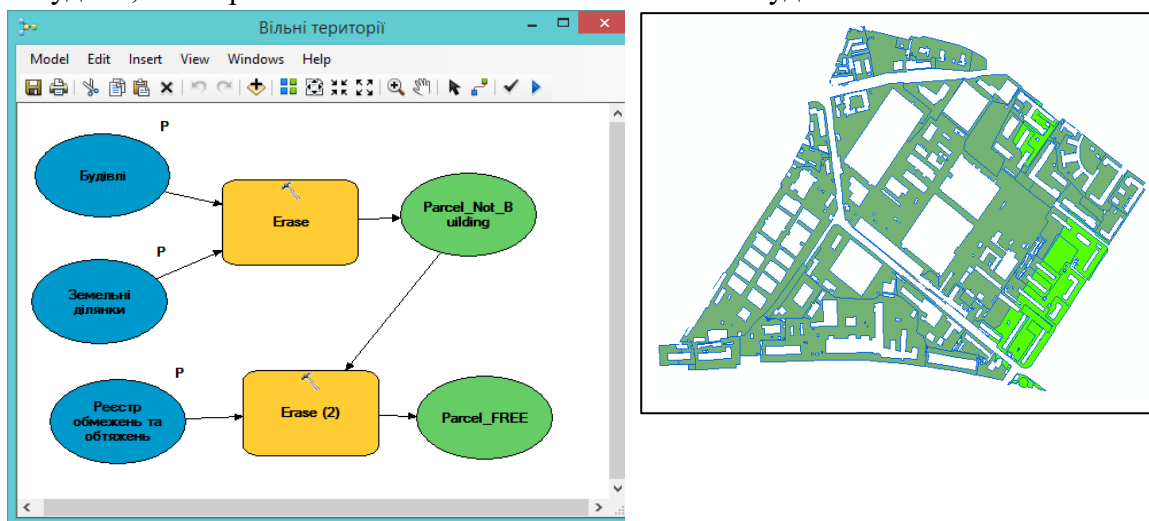 Вільні території
Model Edit Insert View Windows Help
P
Будівлі
Erase
Parcel_Not_B
uilding
P
Земельні
ділянки
P
Реєстр
обмежень та
обтяжень
Erase (2)
Parcel_FREE